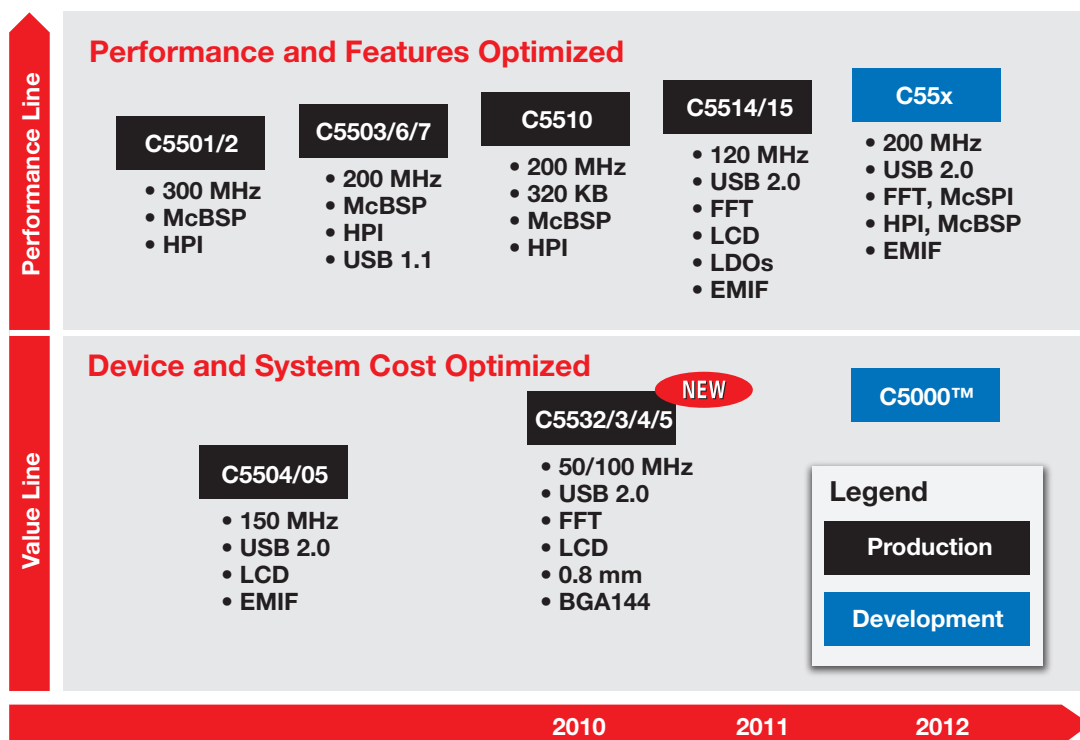 Performance Line
Performance and Features Optimized
C5501/2
• 300 MHz
• McBSP
• HPI
C5503/6/7
• 200 MHz
• McBSP
• HPI
• USB 1.1
C5510
• 200 MHz
• 320 KB
• McBSP
• HPI
C5514/15
• 120 MHz
• USB 2.0
• FFT
• LCD
• LDOs
• EMIF
C55x
• 200 MHz
• USB 2.0
• FFT, McSPI
• HPI, McBSP
• EMIF
Value Line
Device and System Cost Optimized
C5504/05
• 150 MHz
• USB 2.0
• LCD
• EMIF
NEW
C5532/3/4/5
• 50/100 MHz
• USB 2.0
• FFT
• LCD
• 0.8 mm
• BGA144
C5000™
Legend
Production
Development
2010 2011 2012